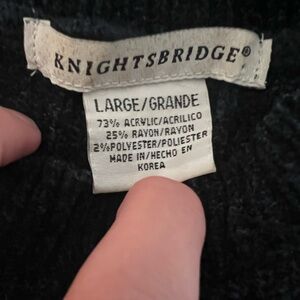 KNIGHTSBRIDGE®
LARGE/GRANDE
73% ACRYLIC/ACRILICO
25% RAYON/RAYON
2%POLYESTER/POLIESTER
MADE IN/HECHO EN
KOREA